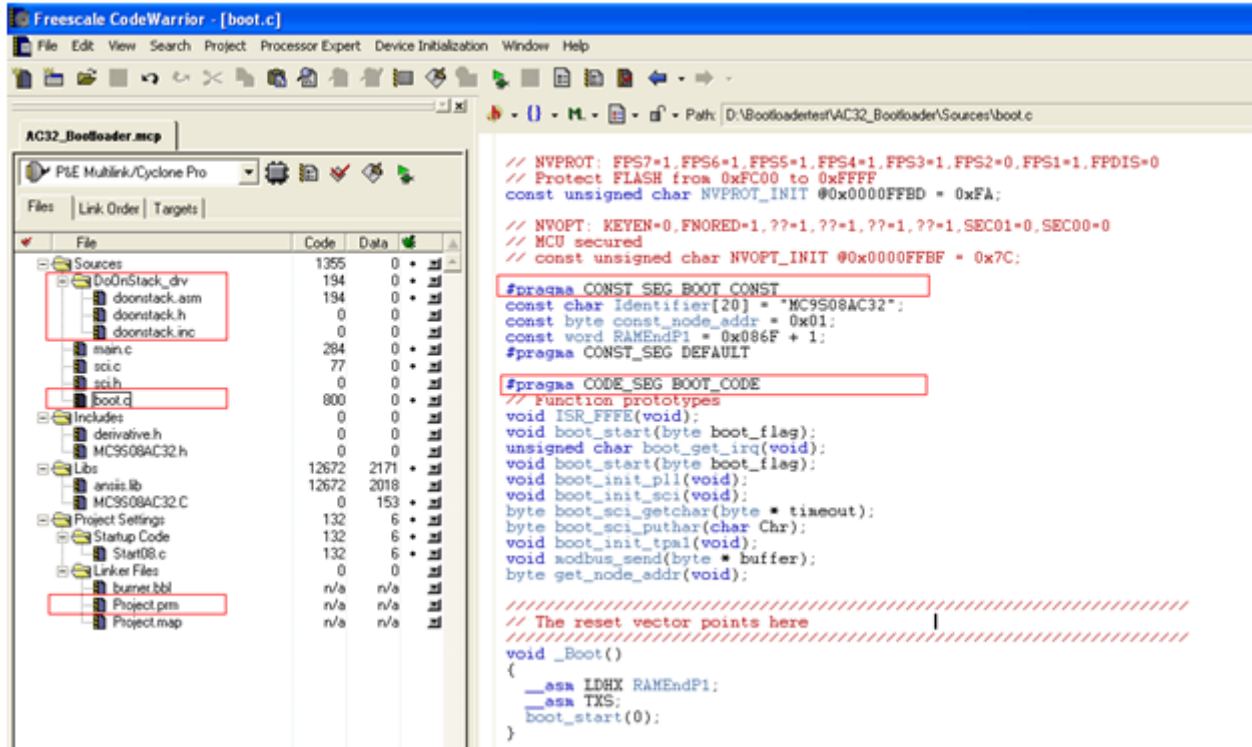 Freescale CodeWarrior - [boot.c]
File Edit View Search Project Processor Expert Device Initialization Window Help
Path: D:\Bootloadertest\AC32_Bootloader\Sources\boot.c
AC32_Bootloader.mcp
P&E Multilink/Cyclone Pro
Files Link Order Targets
File Code Data
Sources 1355 0
DoOnStack_drv 194 0
doonstack.asm 194 0
doonstack.h 0 0
doonstack.inc 0 0
main.c 284 0
sci.c 77 0
sci.h 0 0
boot.c 800 0
Includes 0 0
derivative.h 0 0
MC9S08AC32.h 0 0
Libs 12672 2171
ansiis.lib 12672 2018
MC9S08AC32.C 0 153
Project Settings 132 6
Startup Code 132 6
Start08.c 132 6
Linker Files 0 0
burner.bbl n/a n/a
Project.prm n/a n/a
Project.map n/a n/a
// NVPROT: FPS7=1,FPS6=1,FPS5=1,FPS4=1,FPS3=1,FPS2=0,FPS1=1,FPDIS=0
// Protect FLASH from 0xFC00 to 0xFFFF
const unsigned char NVPROT_INIT @0x0000FFBD = 0xFA;
// NVOPT: KEYEN=0,FNORED=1,??=1,??=1,??=1,??=1,SEC01=0,SEC00=0
// MCU secured
// const unsigned char NVOPT_INIT @0x0000FFBF = 0x7C;
#pragma CONST_SEG BOOT_CONST
const char Identifier[20] = "MC9S08AC32";
const byte const_node_addr = 0x01;
const word RAMEndP1 = 0x086F + 1;
#pragma CONST_SEG DEFAULT
#pragma CODE_SEG BOOT_CODE
// Function prototypes
void ISR_FFFE(void);
void boot_start(byte boot_flag);
unsigned char boot_get_irq(void);
void boot_start(byte boot_flag);
void boot_init_pll(void);
void boot_init_sci(void);
byte boot_sci_getchar(byte * timeout);
byte boot_sci_puthar(char Chr);
void boot_init_tpm1(void);
void modbus_send(byte * buffer);
byte get_node_addr(void);
////////////////////////////////////////////////////////////////////////
// The reset vector points here
////////////////////////////////////////////////////////////////////////
void _Boot()
{
__asm LDHX RAMEndP1;
__asm TXS;
boot_start(0);
}